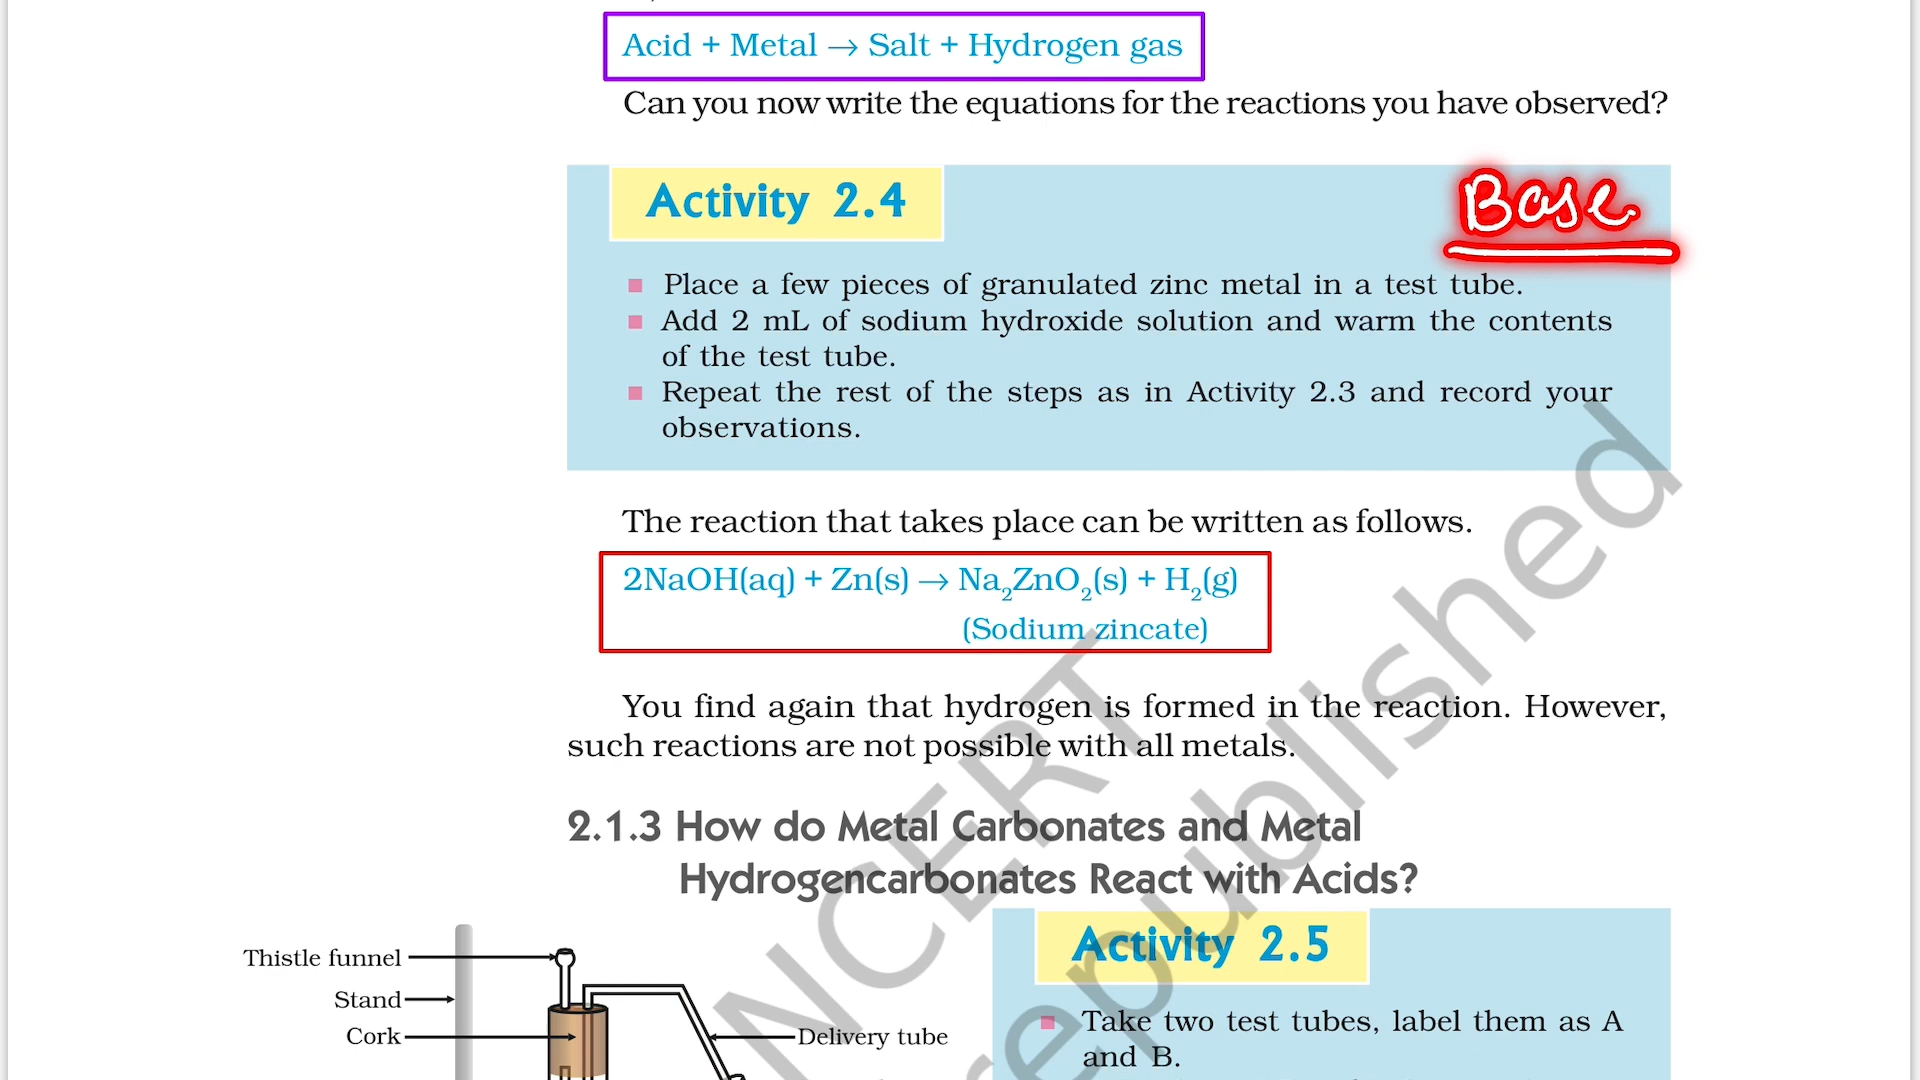 Acid + Metal → Salt + Hydrogen gas
Can you now write the equations for the reactions you have observed?
Activity 2.4
Base
■ Place a few pieces of granulated zinc metal in a test tube.
■ Add 2 mL of sodium hydroxide solution and warm the contents
of the test tube.
■ Repeat the rest of the steps as in Activity 2.3 and record your
observations.
The reaction that takes place can be written as follows.
2NaOH(aq) + Zn(s) → Na₂ZnO₂(s) + H₂(g)
(Sodium zincate)
You find again that hydrogen is formed in the reaction. However,
such reactions are not possible with all metals.
2.1.3 How do Metal Carbonates and Metal
Hydrogencarbonates React with Acids?
Activity 2.5
■ Take two test tubes, label them as A
and B.
Thistle funnel
Stand
Cork
Delivery tube
NCERT
republished